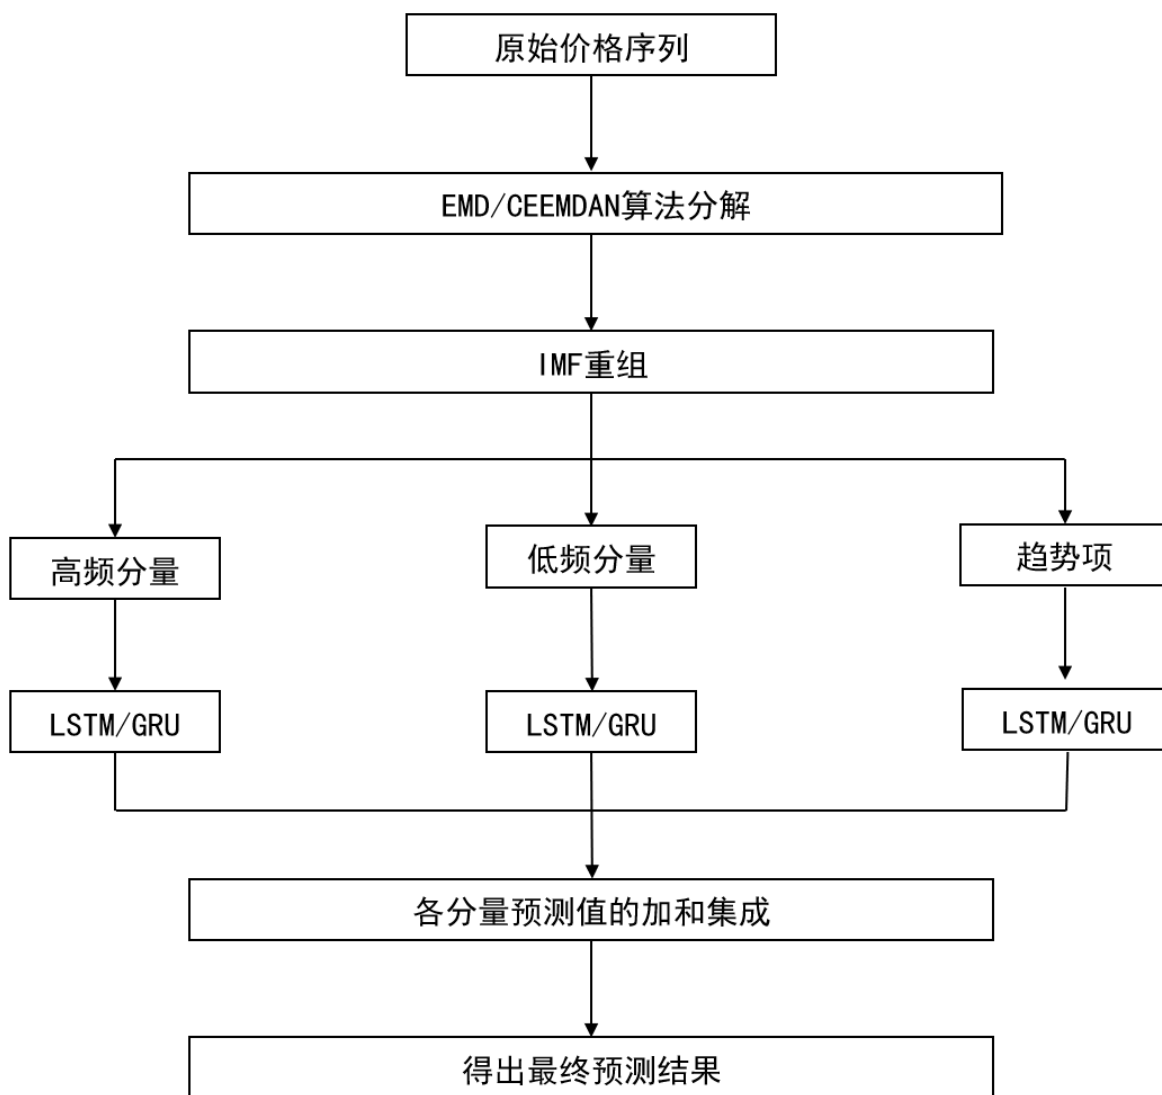 原始价格序列
EMD/CEEMDAN算法分解
IMF重组
高频分量
低频分量
趋势项
LSTM/GRU
LSTM/GRU
LSTM/GRU
各分量预测值的加和集成
得出最终预测结果